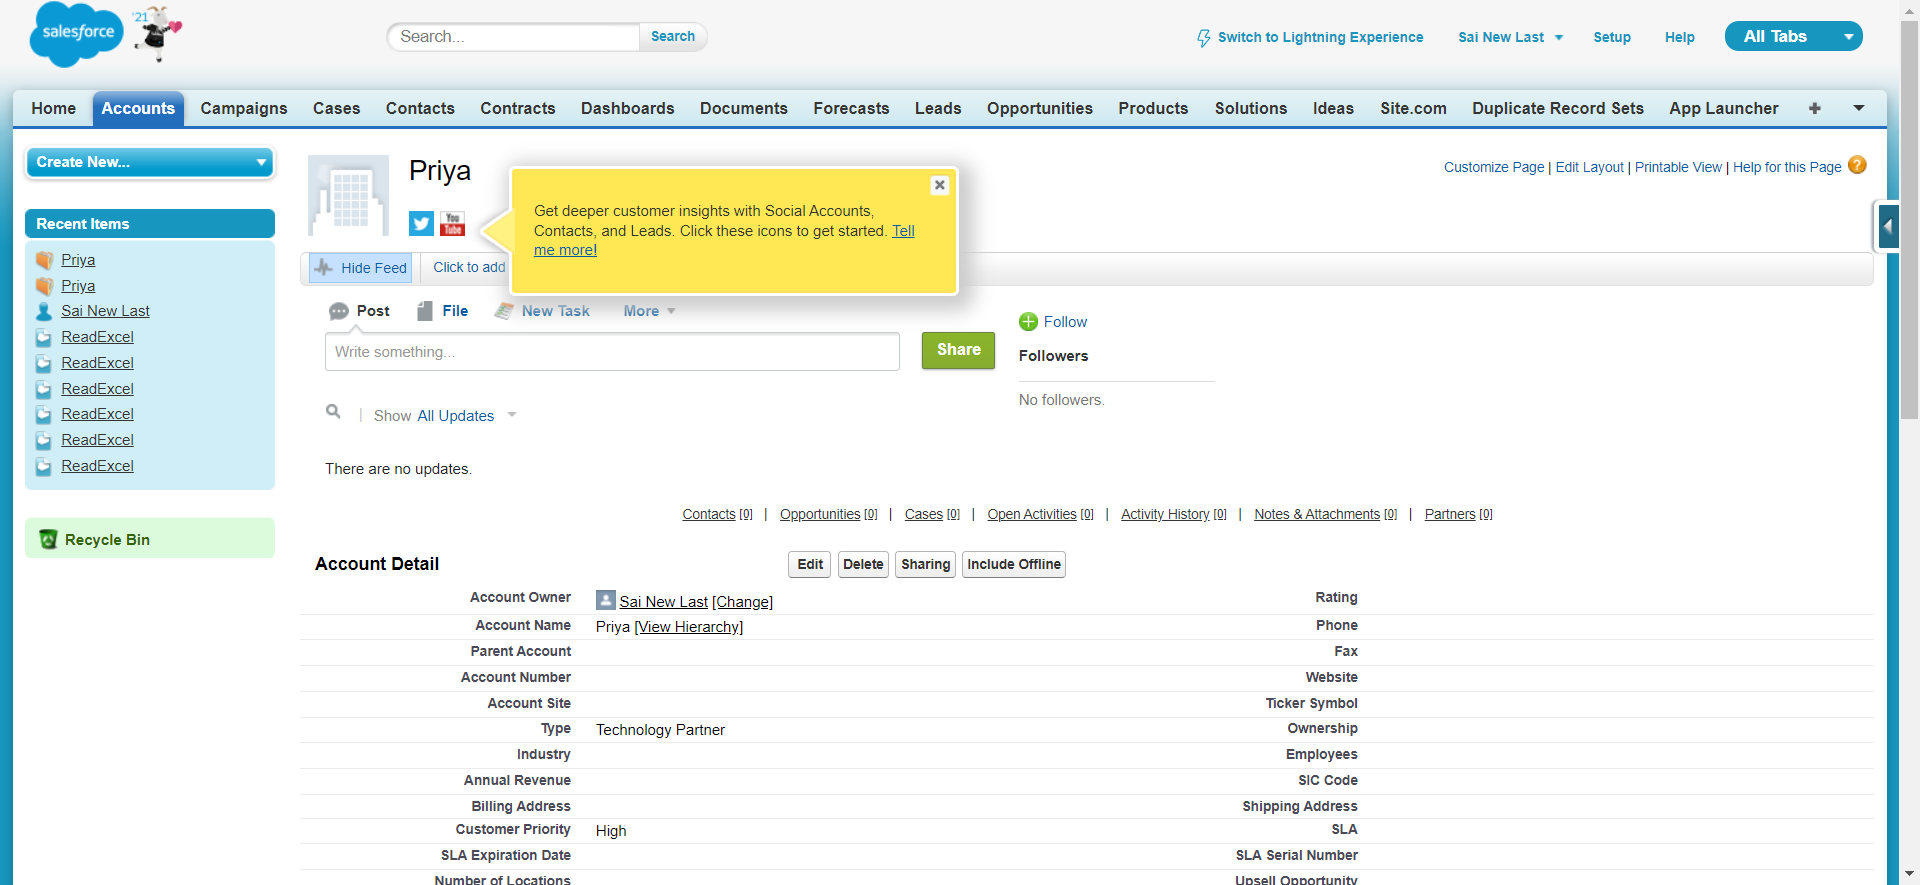 salesforce
'21
Search...
Search
Switch to Lightning Experience
Sai New Last
Setup
Help
All Tabs
Home
Accounts
Campaigns
Cases
Contacts
Contracts
Dashboards
Documents
Forecasts
Leads
Opportunities
Products
Solutions
Ideas
Site.com
Duplicate Record Sets
App Launcher
+
Create New...
Recent Items
Priya
Priya
Sai New Last
ReadExcel
ReadExcel
ReadExcel
ReadExcel
ReadExcel
ReadExcel
Recycle Bin
Priya
You
Tube
Get deeper customer insights with Social Accounts,
Contacts, and Leads. Click these icons to get started. Tell
me more!
Customize Page | Edit Layout | Printable View | Help for this Page ?
Hide Feed
Click to add
Post
File
New Task
More
Write something...
Share
Follow
Followers
No followers.
Show All Updates
There are no updates.
Contacts [0] | Opportunities [0] | Cases [0] | Open Activities [0] | Activity History [0] | Notes & Attachments [0] | Partners [0]
Account Detail
Edit
Delete
Sharing
Include Offline
Account Owner Sai New Last [Change] Rating
Account Name Priya [View Hierarchy] Phone
Parent Account Fax
Account Number Website
Account Site Ticker Symbol
Type Technology Partner Ownership
Industry Employees
Annual Revenue SIC Code
Billing Address Shipping Address
Customer Priority High SLA
SLA Expiration Date SLA Serial Number
Number of Locations Upsell Opportunity